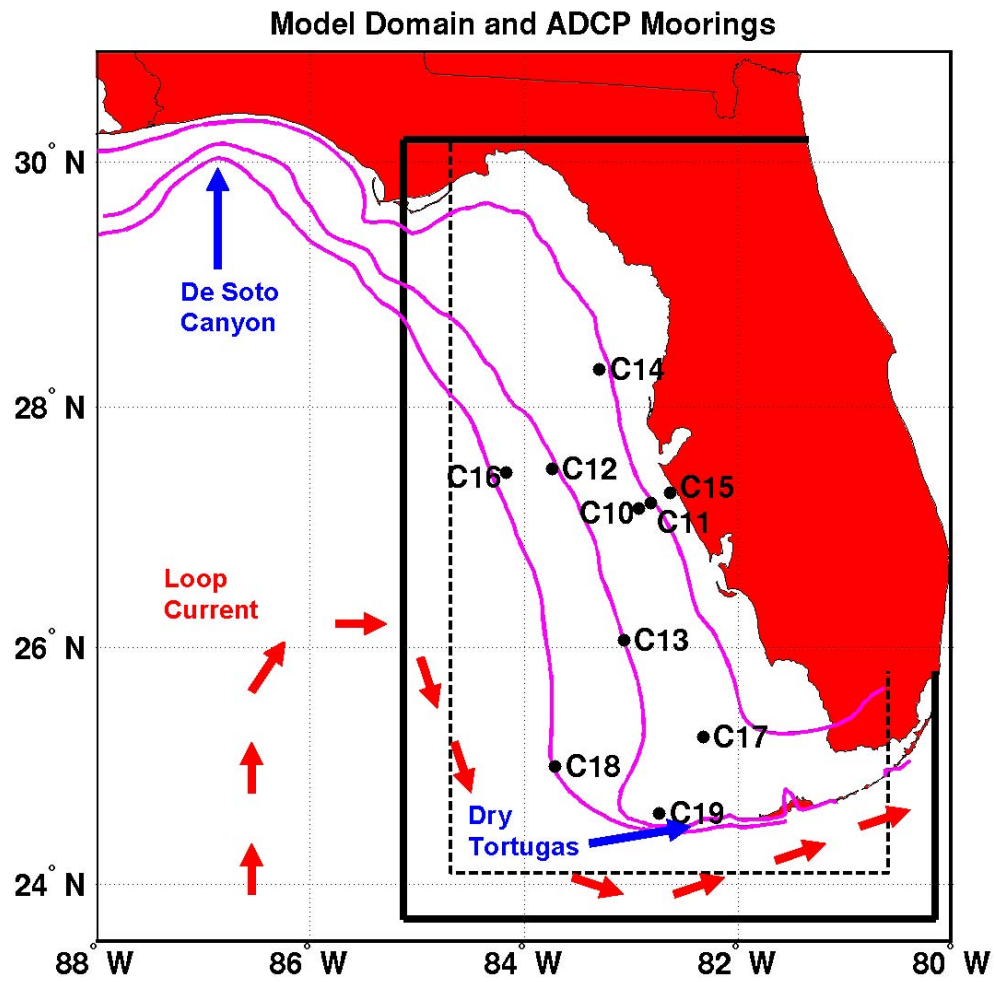 Model Domain and ADCP Moorings
30° N
De Soto
Canyon
C14
28° N
C16
C12
C15
C10
C11
Loop
Current
26° N
C13
C17
C18
Dry
Tortugas
C19
24° N
88° W
86° W
84° W
82° W
80° W